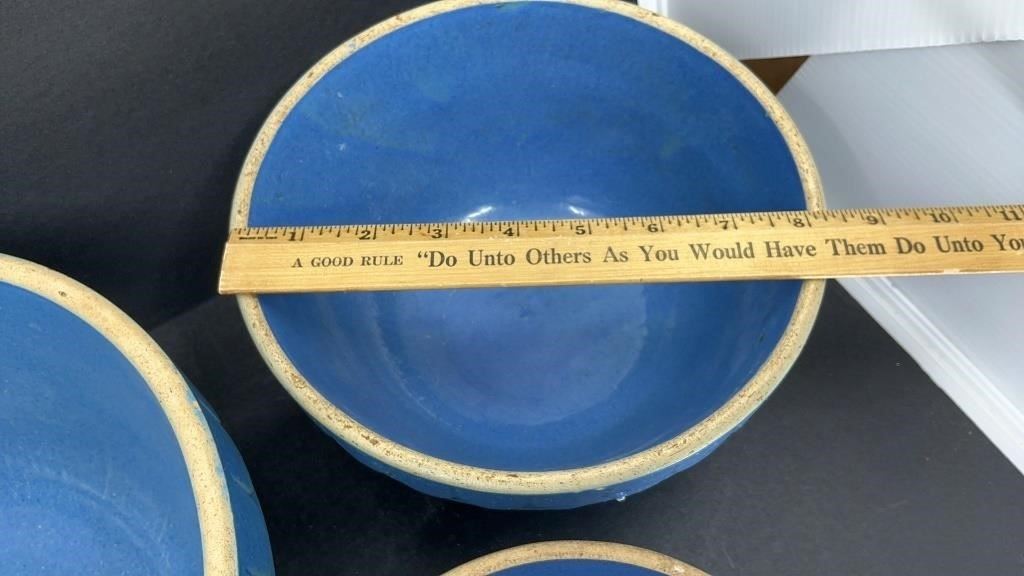 1 2 3 4 5 6 7 8 9 10 11
A GOOD RULE “Do Unto Others As You Would Have Them Do Unto Yo